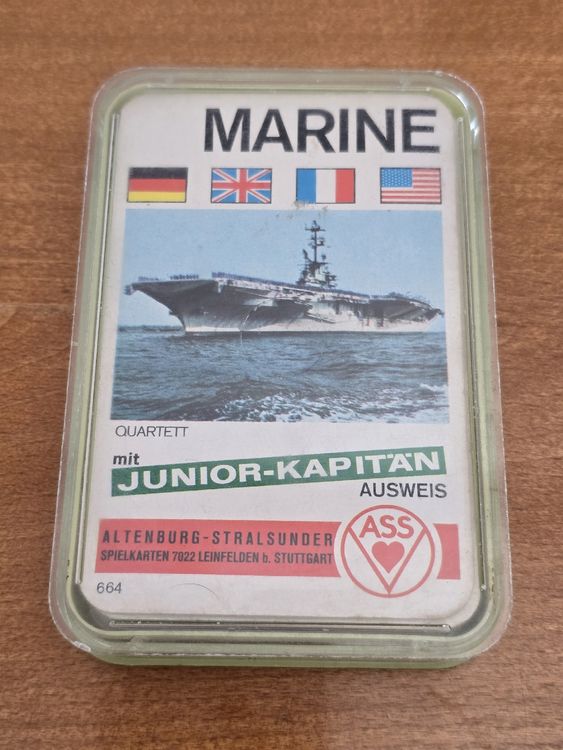 MARINE
QUARTETT
mit
JUNIOR-KAPITÄN
AUSWEIS
ALTENBURG-STRALSUNDER
SPIELKARTEN 7022 LEINFELDEN b. STUTTGART
ASS
664